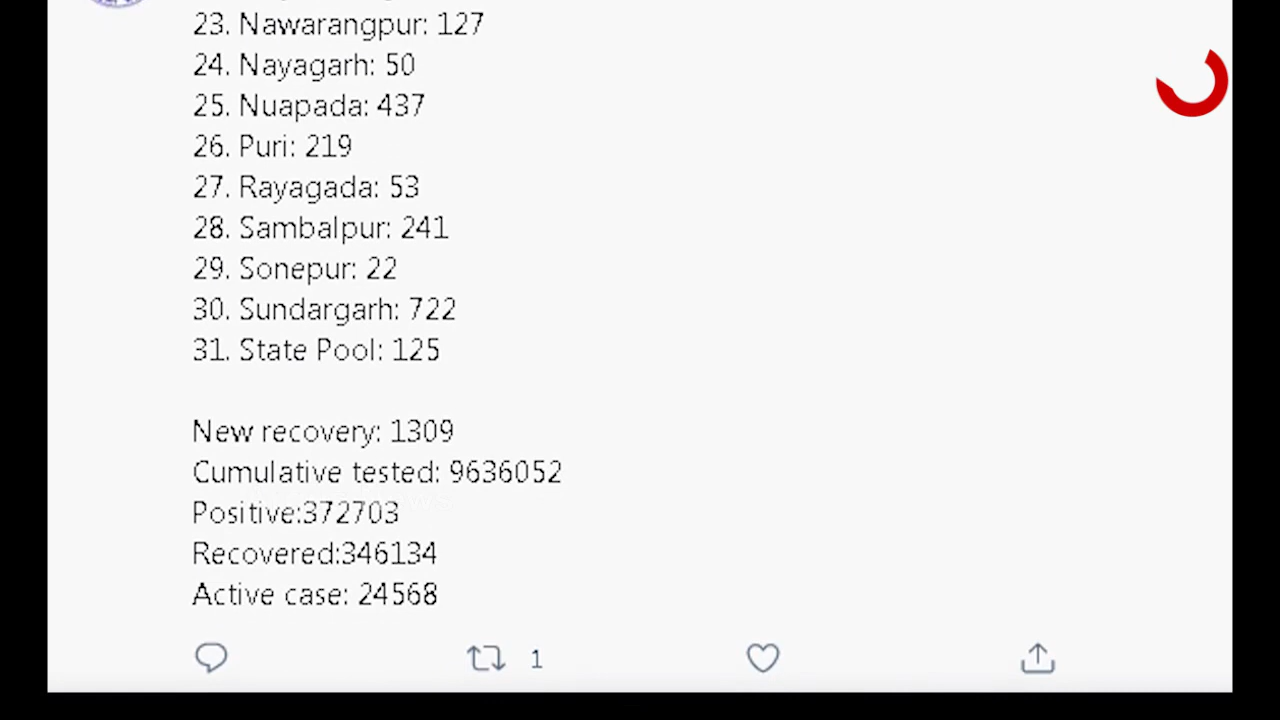 23. Nawarangpur: 127
24. Nayagarh: 50
25. Nuapada: 437
26. Puri: 219
27. Rayagada: 53
28. Sambalpur: 241
29. Sonepur: 22
30. Sundargarh: 722
31. State Pool: 125
New recovery: 1309
Cumulative tested: 9636052
Positive:372703
Recovered:346134
Active case: 24568
1